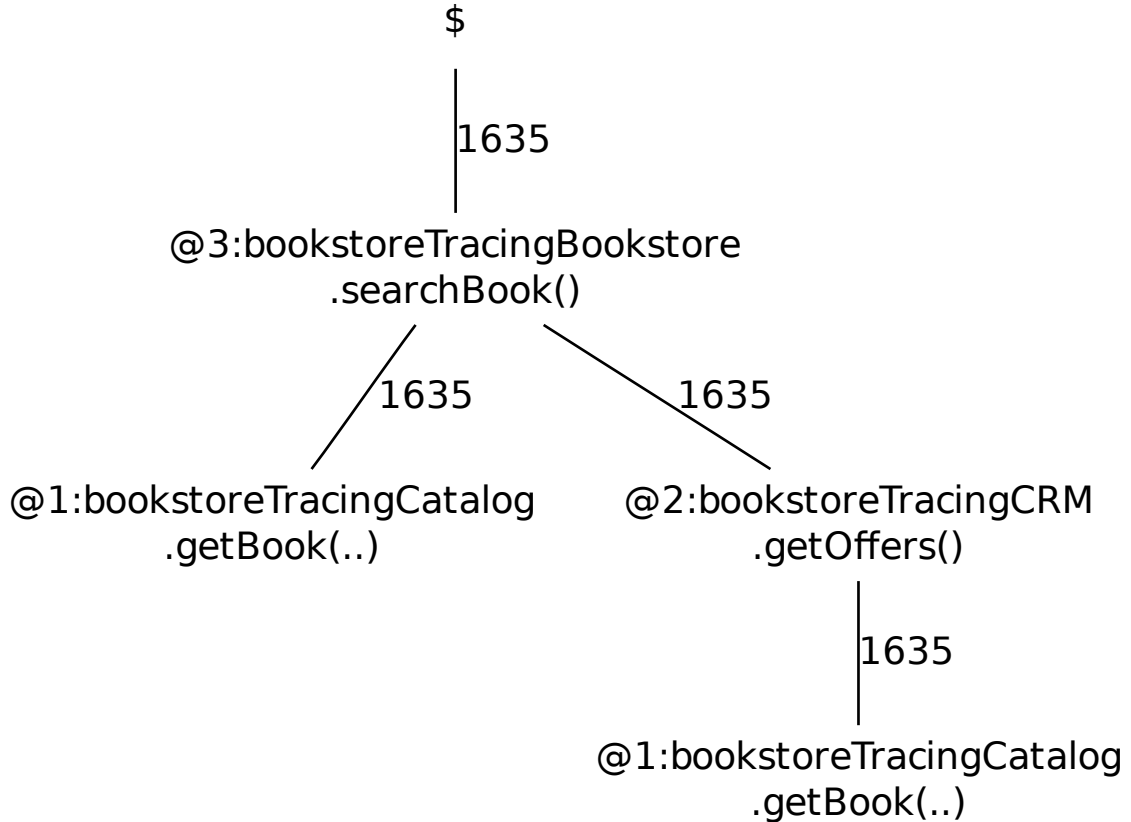 $
1635
@3:bookstoreTracingBookstore
.searchBook()
1635
1635
@1:bookstoreTracingCatalog
.getBook(..)
@2:bookstoreTracingCRM
.getOffers()
1635
@1:bookstoreTracingCatalog
.getBook(..)